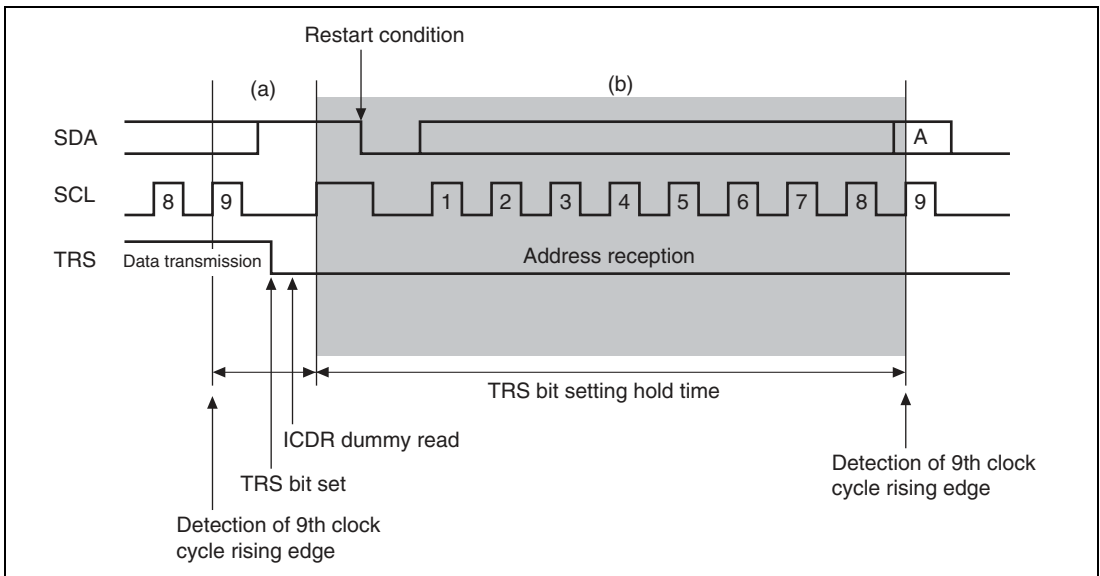 Restart condition
(a)
(b)
SDA
A
SCL
8
9
1
2
3
4
5
6
7
8
9
TRS
Data transmission
Address reception
TRS bit setting hold time
ICDR dummy read
TRS bit set
Detection of 9th clock
cycle rising edge
Detection of 9th clock
cycle rising edge